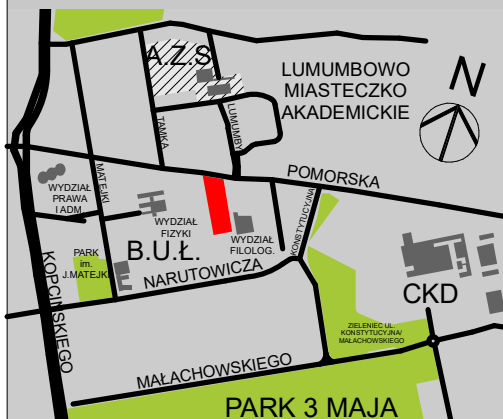 A.Z.S
LUMUMBOWO
MIASTECZKO
AKADEMICKIE
N
TAMKA
LUMUMBY
MATEJKI
POMORSKA
WYDZIAŁ
PRAWA
I ADM
WYDZIAŁ
FIZYKI
WYDZIAŁ
FILOLOG.
KONSTYTUCYJNA
PARK
im.
J.MATEJKI
B.U.Ł.
NARUTOWICZA
KOPCIŃSKIEGO
CKD
ZIELENIEC UL.
KONSTYTUCYJNA/
MAŁACHOWSKIEGO
MAŁACHOWSKIEGO
PARK 3 MAJA